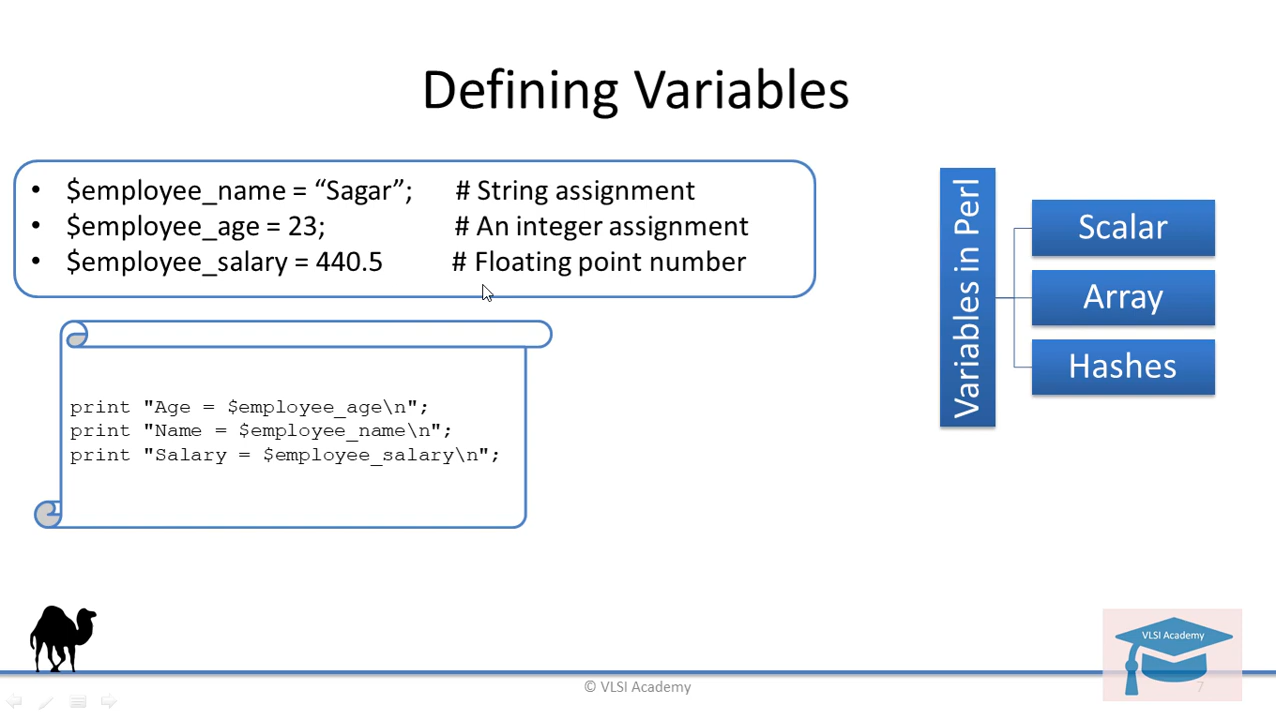 Defining Variables
• $employee_name = “Sagar”; # String assignment
• $employee_age = 23; # An integer assignment
• $employee_salary = 440.5 # Floating point number
Variables in Perl
Scalar
Array
Hashes
print "Age = $employee_age\n";
print "Name = $employee_name\n";
print "Salary = $employee_salary\n";
VLSI Academy
© VLSI Academy
7